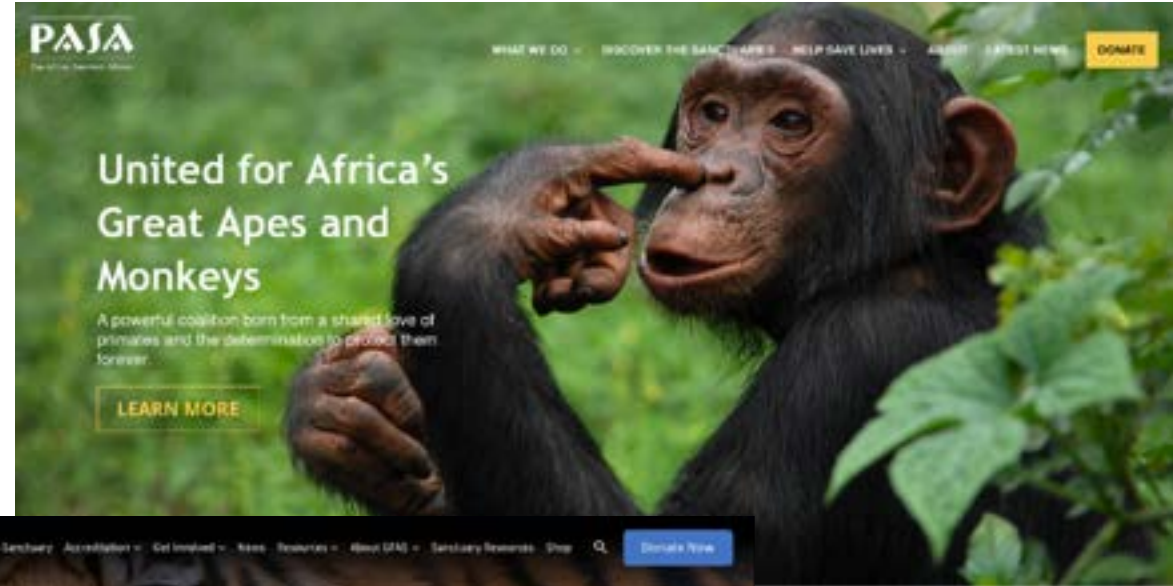 PASA
WHAT WE DO DISCOVER THE SANCTUARIES HELP SAVE LIVES ABOUT LATEST NEWS DONATE
United for Africa's
Great Apes and
Monkeys
A powerful coalition born from a shared love of
primates and the determination to protect them
forever.
LEARN MORE
Sanctuary Accreditation Get Involved News Resources About GFAS Sanctuary Resources Shop Donate Now